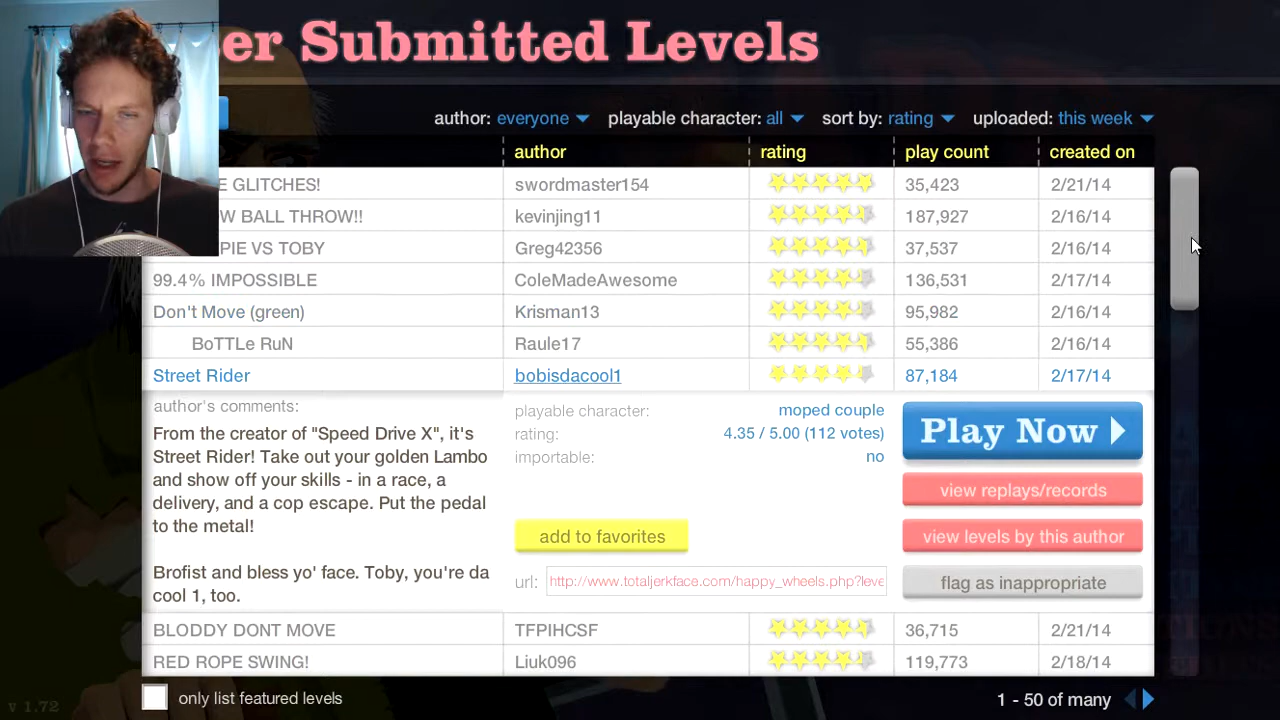 er Submitted Levels
author: everyone playable character: all sort by: rating uploaded: this week
author rating play count created on
E GLITCHES! swordmaster154 35,423 2/21/14
W BALL THROW!! kevinjing11 187,927 2/16/14
PIE VS TOBY Greg42356 37,537 2/16/14
99.4% IMPOSSIBLE ColeMadeAwesome 136,531 2/17/14
Don't Move (green) Krisman13 95,982 2/16/14
BoTTLe RuN Raule17 55,386 2/16/14
Street Rider bobisdacool1 87,184 2/17/14
author's comments:
From the creator of "Speed Drive X", it's
Street Rider! Take out your golden Lambo
and show off your skills - in a race, a
delivery, and a cop escape. Put the pedal
to the metal!
Brofist and bless yo' face. Toby, you're da
cool 1, too.
playable character: moped couple
rating: 4.35 / 5.00 (112 votes)
importable: no
add to favorites
url: http://www.totaljerkface.com/happy_wheels.php?leve
Play Now
view replays/records
view levels by this author
flag as inappropriate
BLODDY DONT MOVE TFPIHCSF 36,715 2/21/14
RED ROPE SWING! Liuk096 119,773 2/18/14
only list featured levels 1 - 50 of many
v 1.72